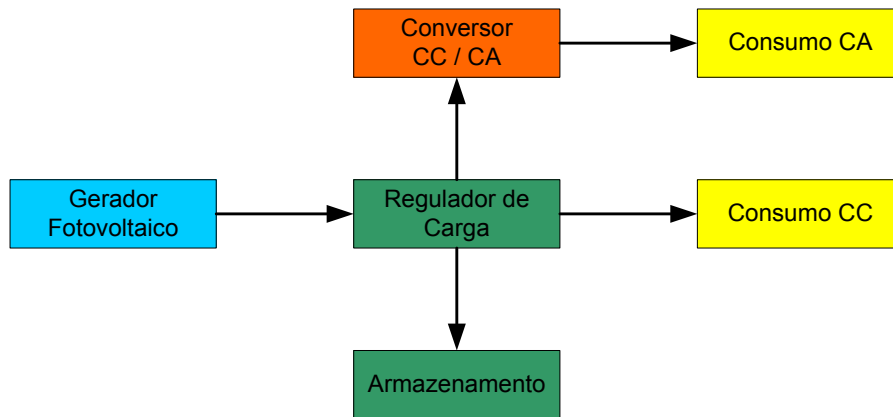 Conversor
CC / CA
Consumo CA
Gerador
Fotovoltaico
Regulador de
Carga
Consumo CC
Armazenamento